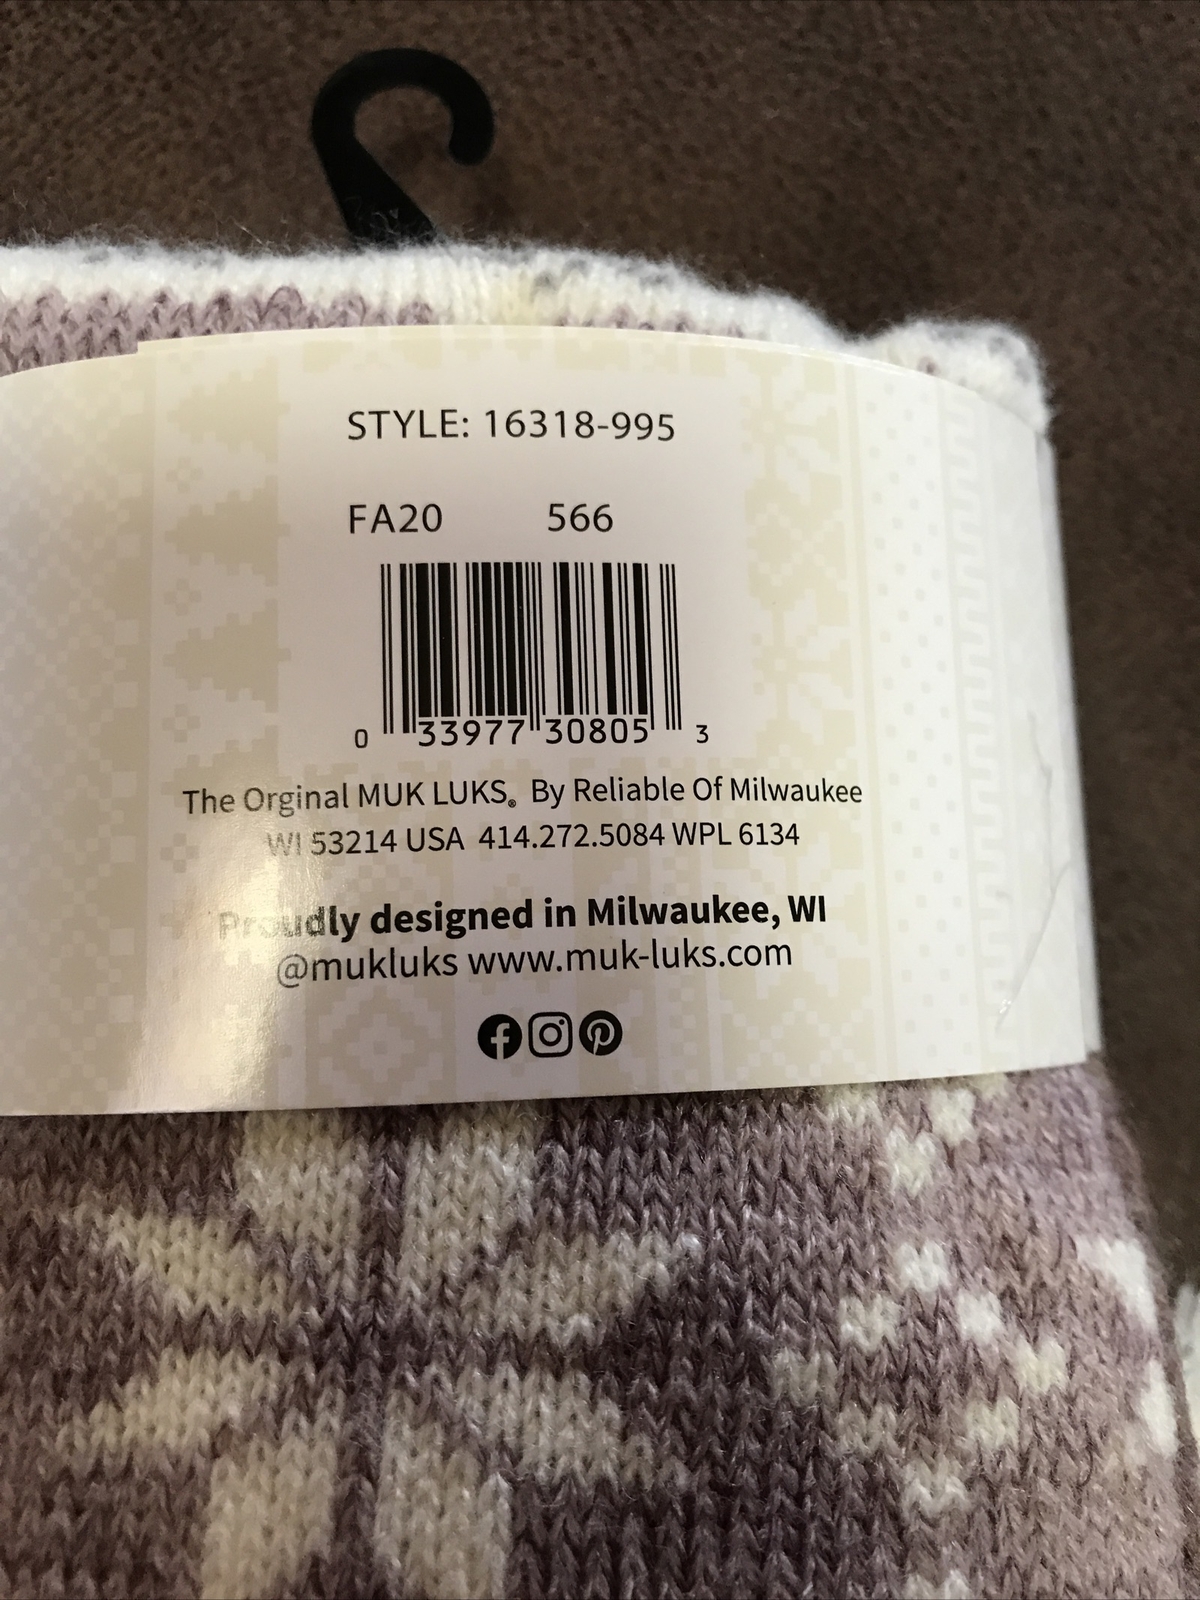 STYLE: 16318-995
FA20 566
0 33977 30805 3
The Orginal MUK LUKS® By Reliable Of Milwaukee
WI 53214 USA 414.272.5084 WPL 6134
Proudly designed in Milwaukee, WI
@mukluks www.muk-luks.com